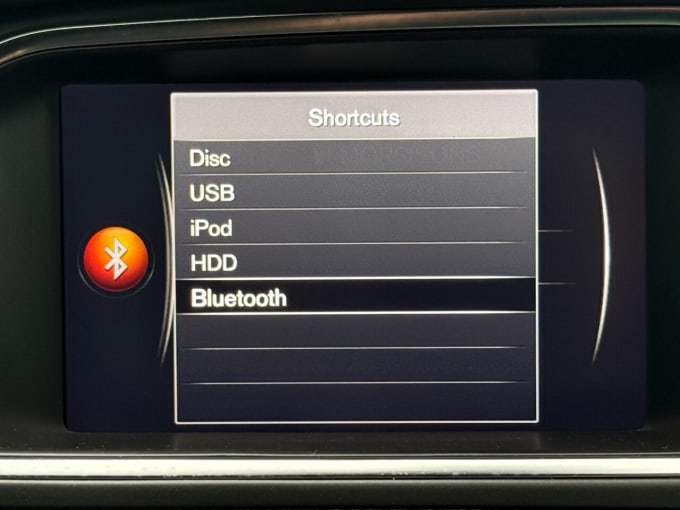 Shortcuts
Disc
USB
iPod
HDD
Bluetooth